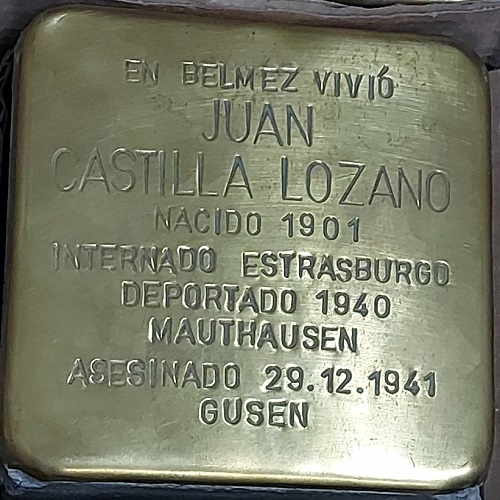 EN BELMEZ VIVIÓ
JUAN
CASTILLA LOZANO
NACIDO 1901
INTERNADO ESTRASBURGO
DEPORTADO 1940
MAUTHAUSEN
ASESINADO 29.12.1941
GUSEN